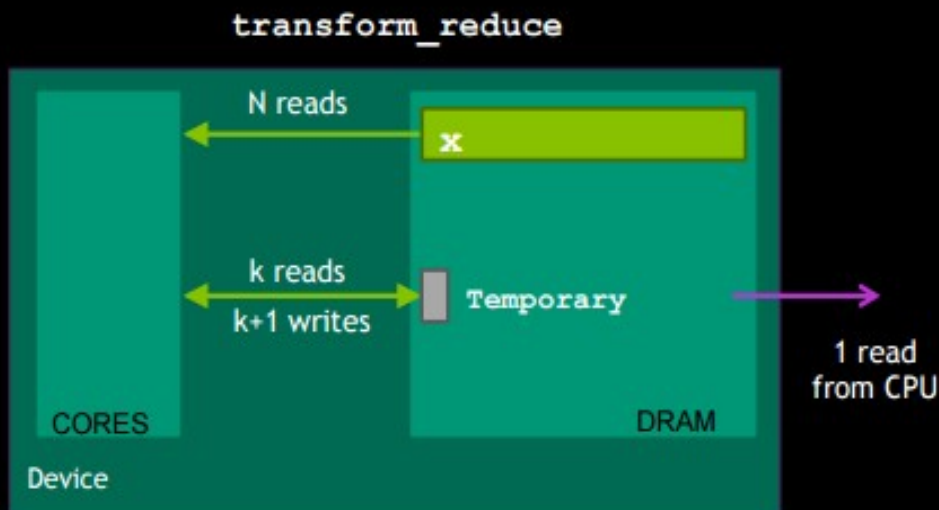 transform_reduce
N reads
x
k reads
k+1 writes
Temporary
1 read
from CPU
CORES
DRAM
Device